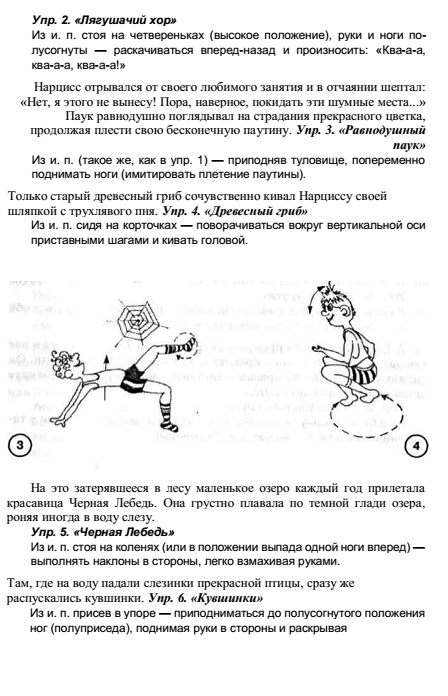 Упр. 2. «Лягушачий хор»
Из и. п. стоя на четвереньках (высокое положение), руки и ноги по-
лусогнуты — раскачиваться вперед-назад и произносить: «Ква-а-а,
ква-а-а, ква-а-а!»
Нарцисс отрывался от своего любимого занятия и в отчаянии шептал:
«Нет, я этого не вынесу! Пора, наверное, покидать эти шумные места...»
Паук равнодушно поглядывал на страдания прекрасного цветка,
продолжая плести свою бесконечную паутину. Упр. 3. «Равнодушный
паук»
Из и. п. (такое же, как в упр. 1) — приподняв туловище, попеременно
поднимать ноги (имитировать плетение паутины).
Только старый древесный гриб сочувственно кивал Нарциссу своей
шляпкой с трухлявого пня. Упр. 4. «Древесный гриб»
Из и. п. сидя на корточках — поворачиваться вокруг вертикальной оси
приставными шагами и кивать головой.
3
4
На это затерявшееся в лесу маленькое озеро каждый год прилетала
красавица Черная Лебедь. Она грустно плавала по темной глади озера,
роняя иногда в воду слезу.
Упр. 5. «Черная Лебедь»
Из и. п. стоя на коленях (или в положении выпада одной ноги вперед) —
выполнять наклоны в стороны, легко взмахивая руками.
Там, где на воду падали слезинки прекрасной птицы, сразу же
распускались кувшинки. Упр. 6. «Кувшинки»
Из и. п. присев в упоре — приподниматься до полусогнутого положения
ног (полуприседа), поднимая руки в стороны и раскрывая